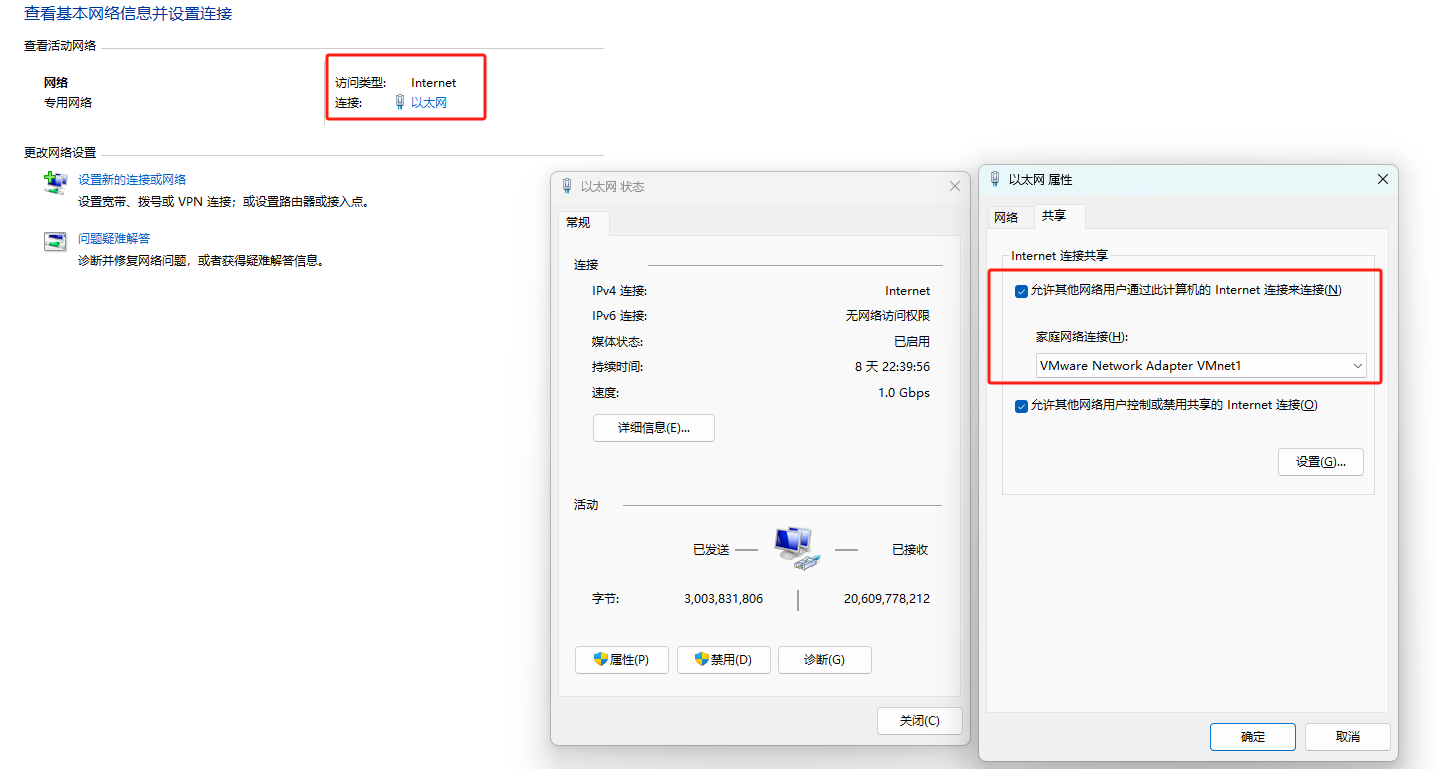 查看基本网络信息并设置连接
查看活动网络
网络
专用网络
访问类型: Internet
连接: 以太网
更改网络设置
设置新的连接或网络
设置宽带、拨号或 VPN 连接；或设置路由器或接入点。
问题疑难解答
诊断并修复网络问题，或者获得疑难解答信息。
以太网 状态
常规
连接
IPv4 连接: Internet
IPv6 连接: 无网络访问权限
媒体状态: 已启用
持续时间: 8 天 22:39:56
速度: 1.0 Gbps
详细信息(E)...
活动
已发送 — — 已接收
字节: 3,003,831,806 | 20,609,778,212
属性(P) 禁用(D) 诊断(G)
关闭(C)
以太网 属性
网络 共享
Internet 连接共享
允许其他网络用户通过此计算机的 Internet 连接来连接(N)
家庭网络连接(H):
VMware Network Adapter VMnet1
允许其他网络用户控制或禁用共享的 Internet 连接(O)
设置(G)...
确定 取消